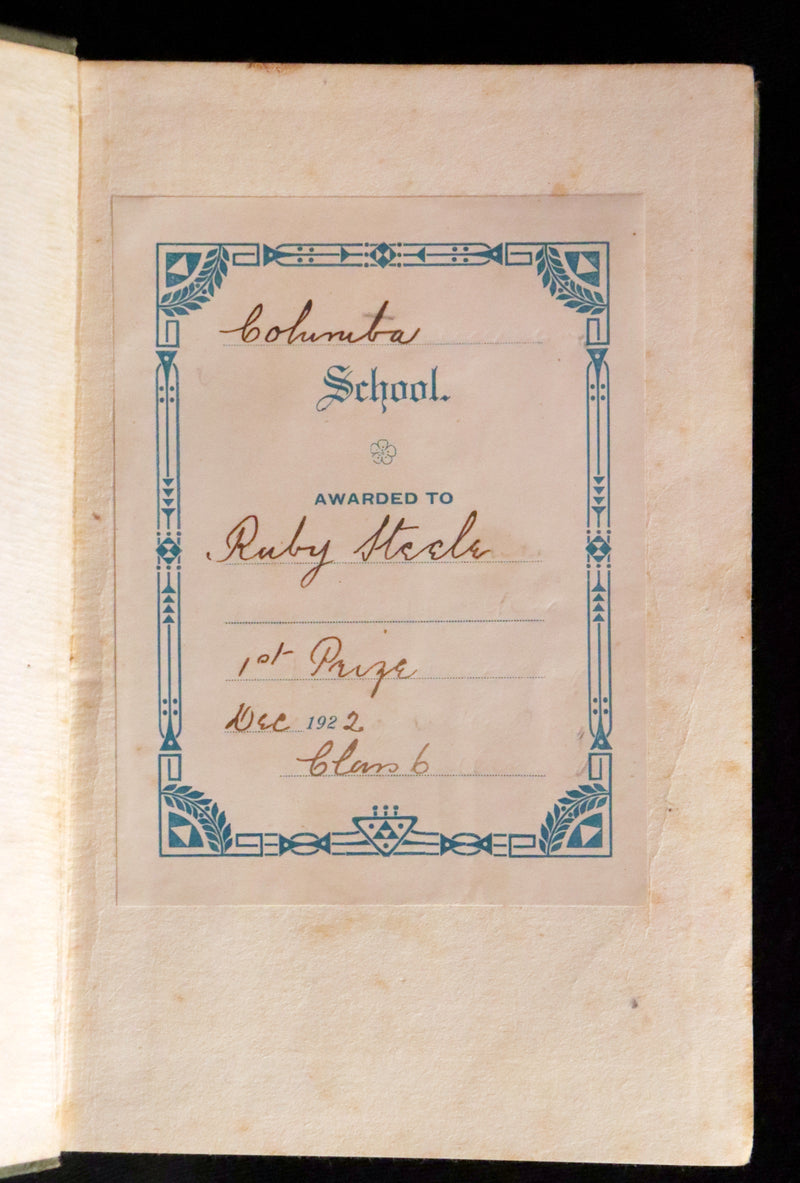 Columba
School.
AWARDED TO
Ruby Steele
1st Prize
Dec 1922
Class 6